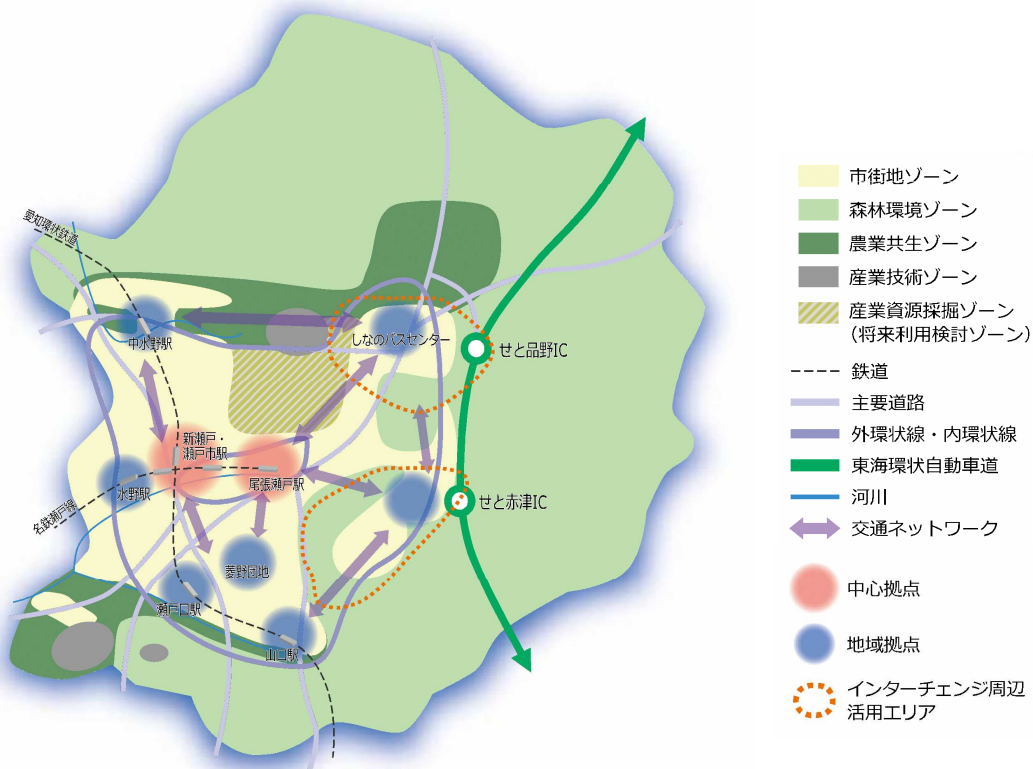 愛知環状鉄道
中水野駅
しなのバスセンター
せと品野IC
新瀬戸・
瀬戸市駅
尾張瀬戸駅
水野駅
名鉄瀬戸線
せと赤津IC
菱野団地
瀬戸口駅
山口駅
市街地ゾーン
森林環境ゾーン
農業共生ゾーン
産業技術ゾーン
産業資源採掘ゾーン
(将来利用検討ゾーン)
鉄道
主要道路
外環状線・内環状線
東海環状自動車道
河川
交通ネットワーク
中心拠点
地域拠点
インターチェンジ周辺
活用エリア